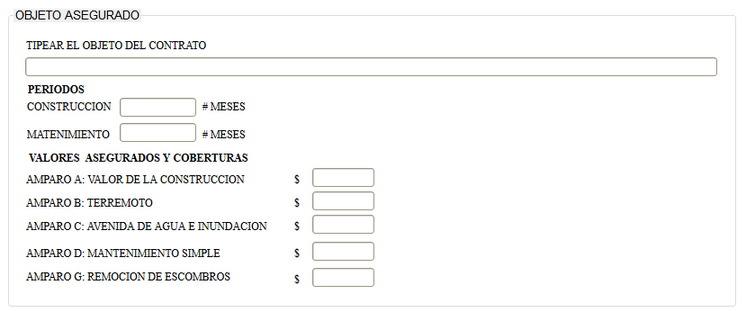 OBJETO ASEGURADO
TIPEAR EL OBJETO DEL CONTRATO
PERIODOS
CONSTRUCCION # MESES
MATENIMIENTO # MESES
VALORES ASEGURADOS Y COBERTURAS
AMPARO A: VALOR DE LA CONSTRUCCION $
AMPARO B: TERREMOTO $
AMPARO C: AVENIDA DE AGUA E INUNDACION $
AMPARO D: MANTENIMIENTO SIMPLE $
AMPARO G: REMOCION DE ESCOMBROS $